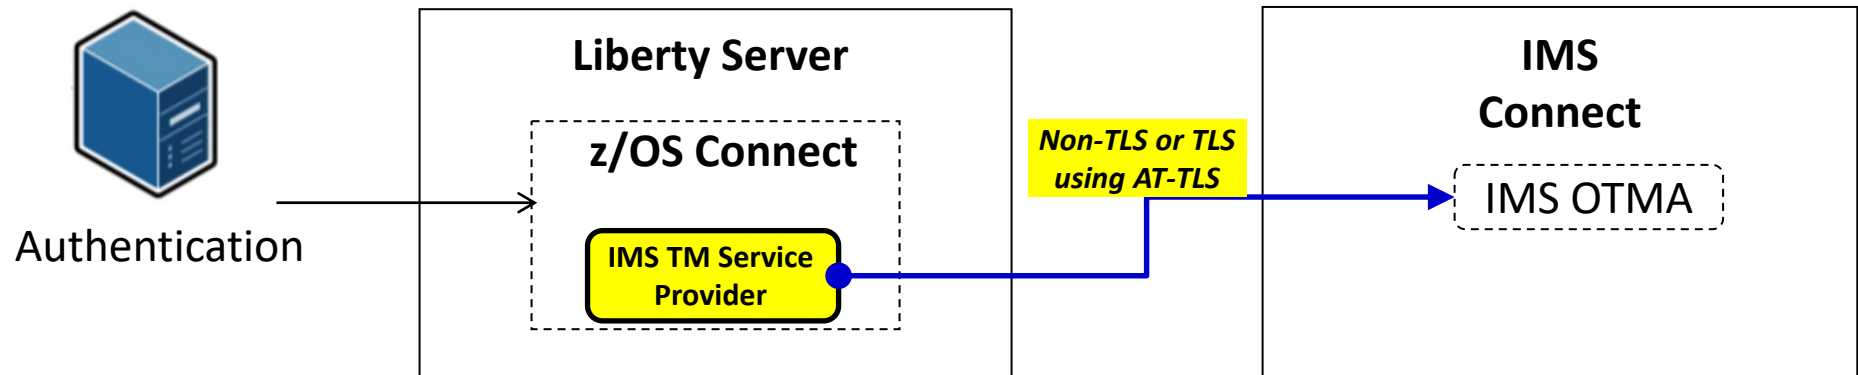 Authentication
Liberty Server
z/OS Connect
IMS TM Service
Provider
Non-TLS or TLS
using AT-TLS
IMS
Connect
IMS OTMA